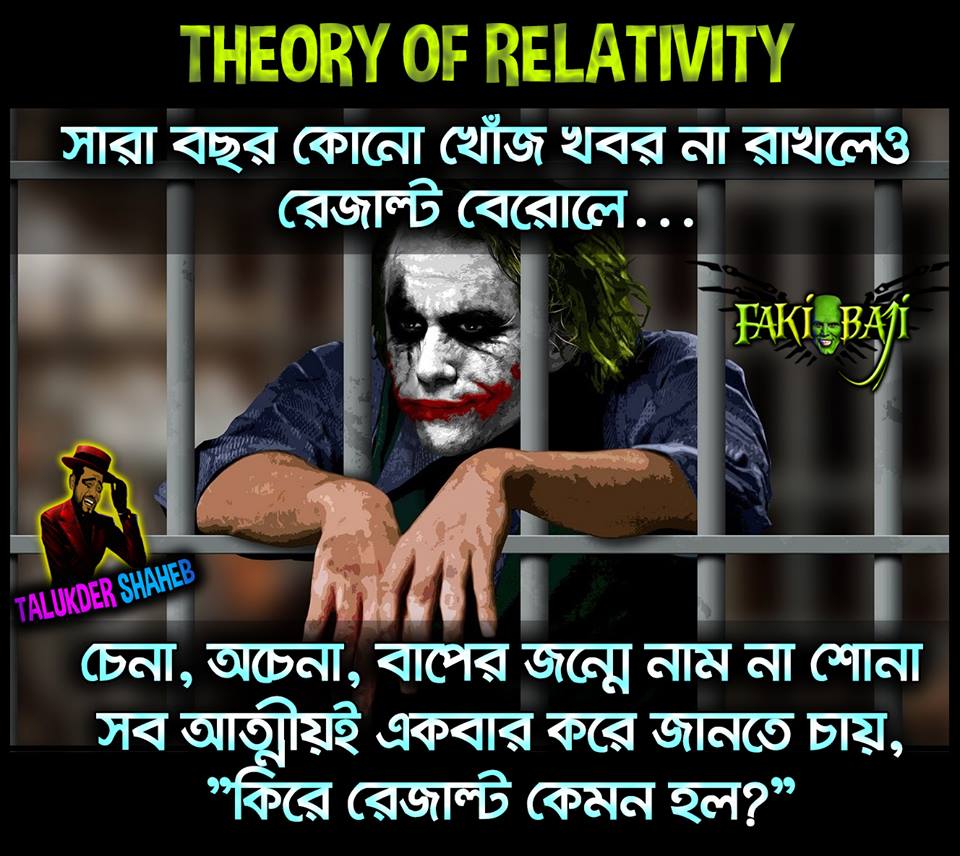 THEORY OF RELATIVITY
সারা বছর কোনো খোঁজ খবর না রাখলেও
রেজাল্ট বেরোলে...
FAKIBAJI
TALUKDER SHAHEB
চেনা, অচেনা, বাপের জন্মে নাম না শোনা
সব আত্মীয়ই একবার করে জানতে চায়,
”কিরে রেজাল্ট কেমন হল?”